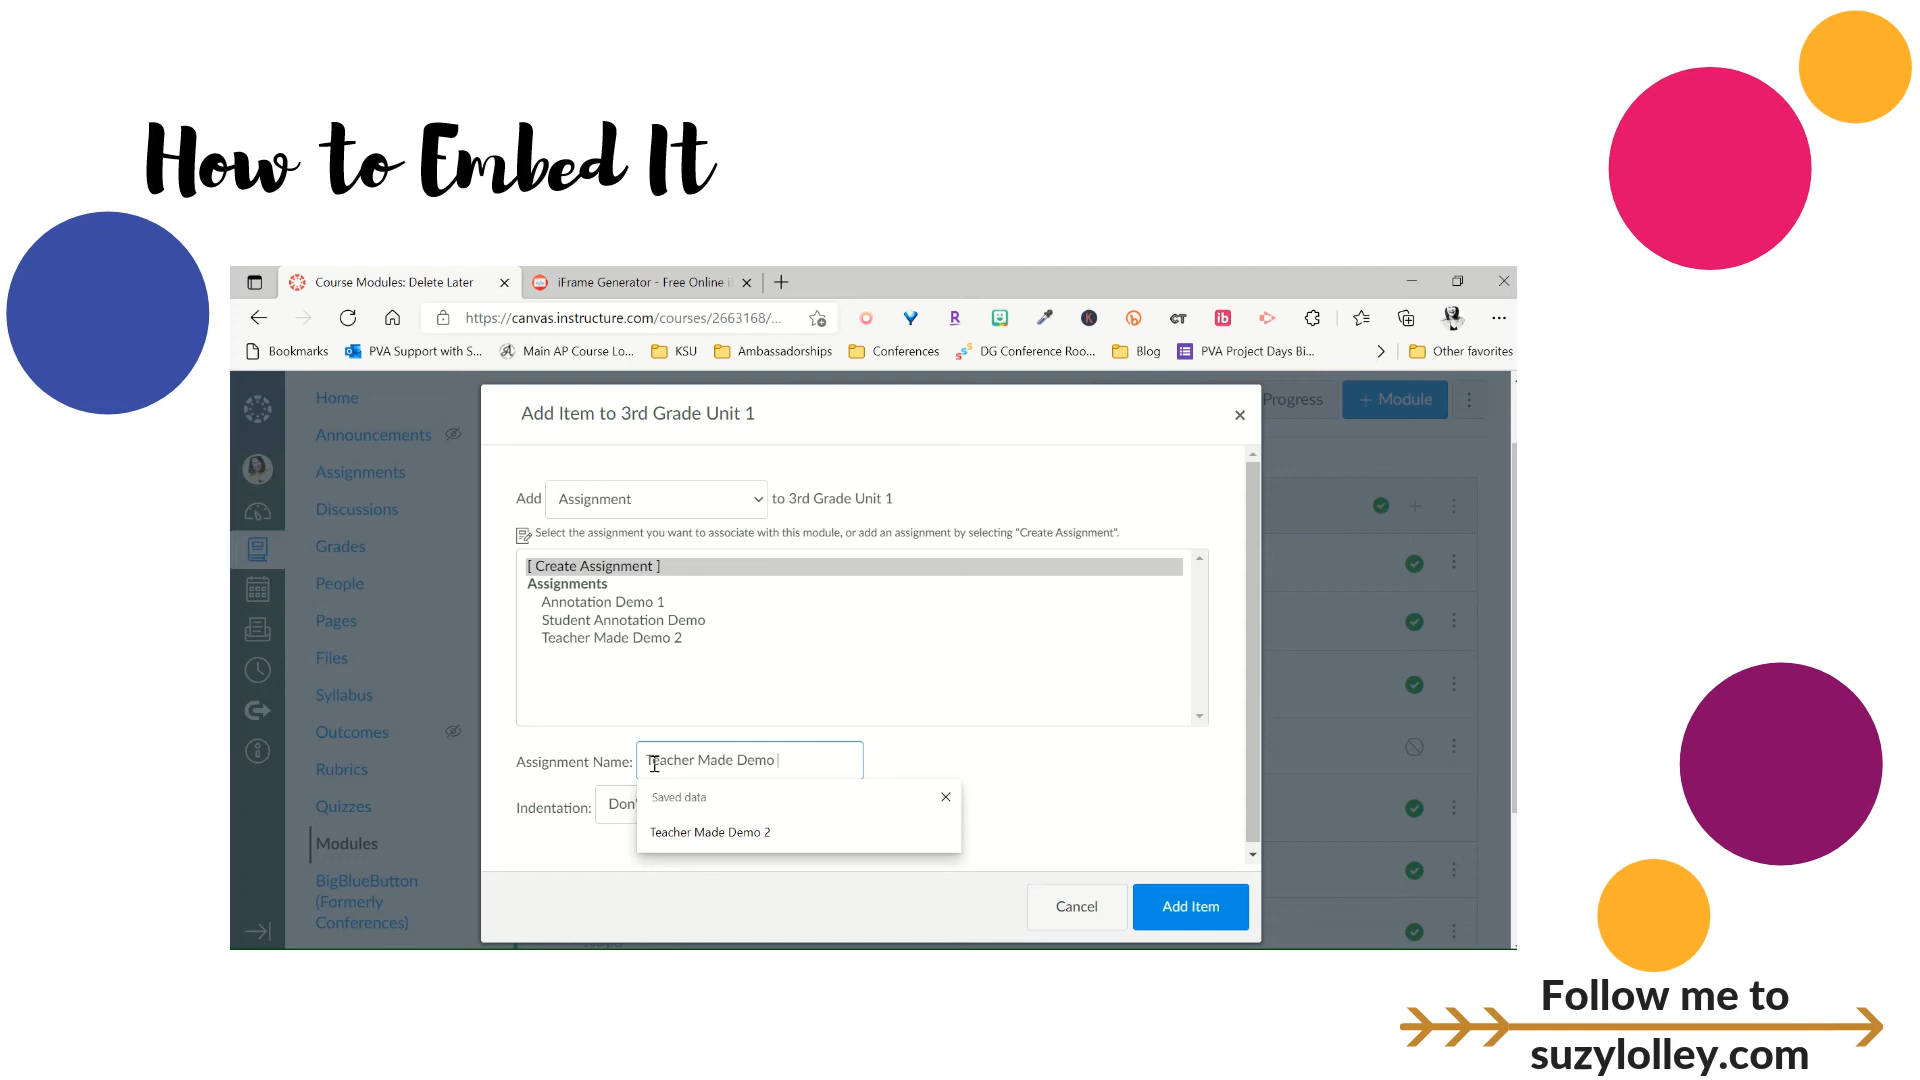 How to Embed It
Course Modules: Delete Later
iFrame Generator - Free Online i
https://canvas.instructure.com/courses/2663168/...
Bookmarks
PVA Support with S...
Main AP Course Lo...
KSU
Ambassadorships
Conferences
DG Conference Roo...
Blog
PVA Project Days Bi...
Other favorites
Home
Announcements
Assignments
Discussions
Grades
People
Pages
Files
Syllabus
Outcomes
Rubrics
Quizzes
Modules
BigBlueButton
(Formerly
Conferences)
Progress
+ Module
Add Item to 3rd Grade Unit 1
Add Assignment to 3rd Grade Unit 1
Select the assignment you want to associate with this module, or add an assignment by selecting "Create Assignment".
[ Create Assignment ]
Assignments
Annotation Demo 1
Student Annotation Demo
Teacher Made Demo 2
Assignment Name: Teacher Made Demo
Saved data
Indentation: Don'
Teacher Made Demo 2
Cancel
Add Item
Follow me to
suzylolley.com